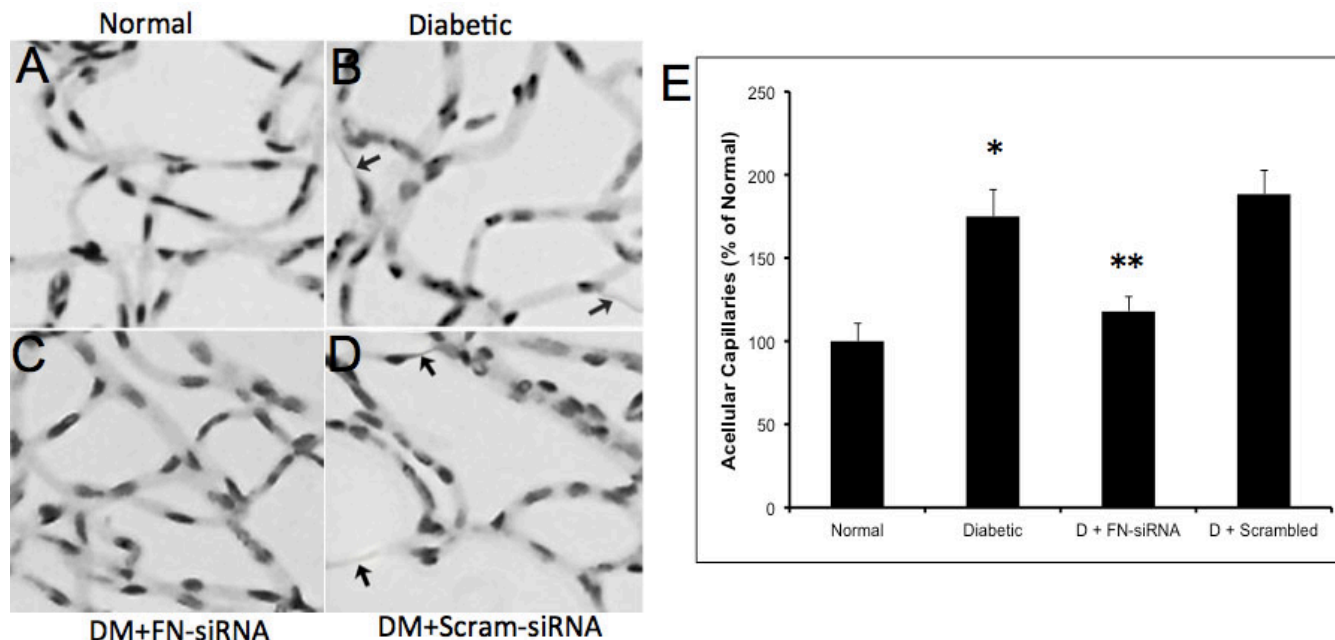 Normal
Diabetic
A
B
C
D
DM+FN-siRNA
DM+Scram-siRNA
E
250
200
150
100
50
0
Acellular Capillaries (% of Normal)
*
**
Normal
Diabetic
D + FN-siRNA
D + Scrambled